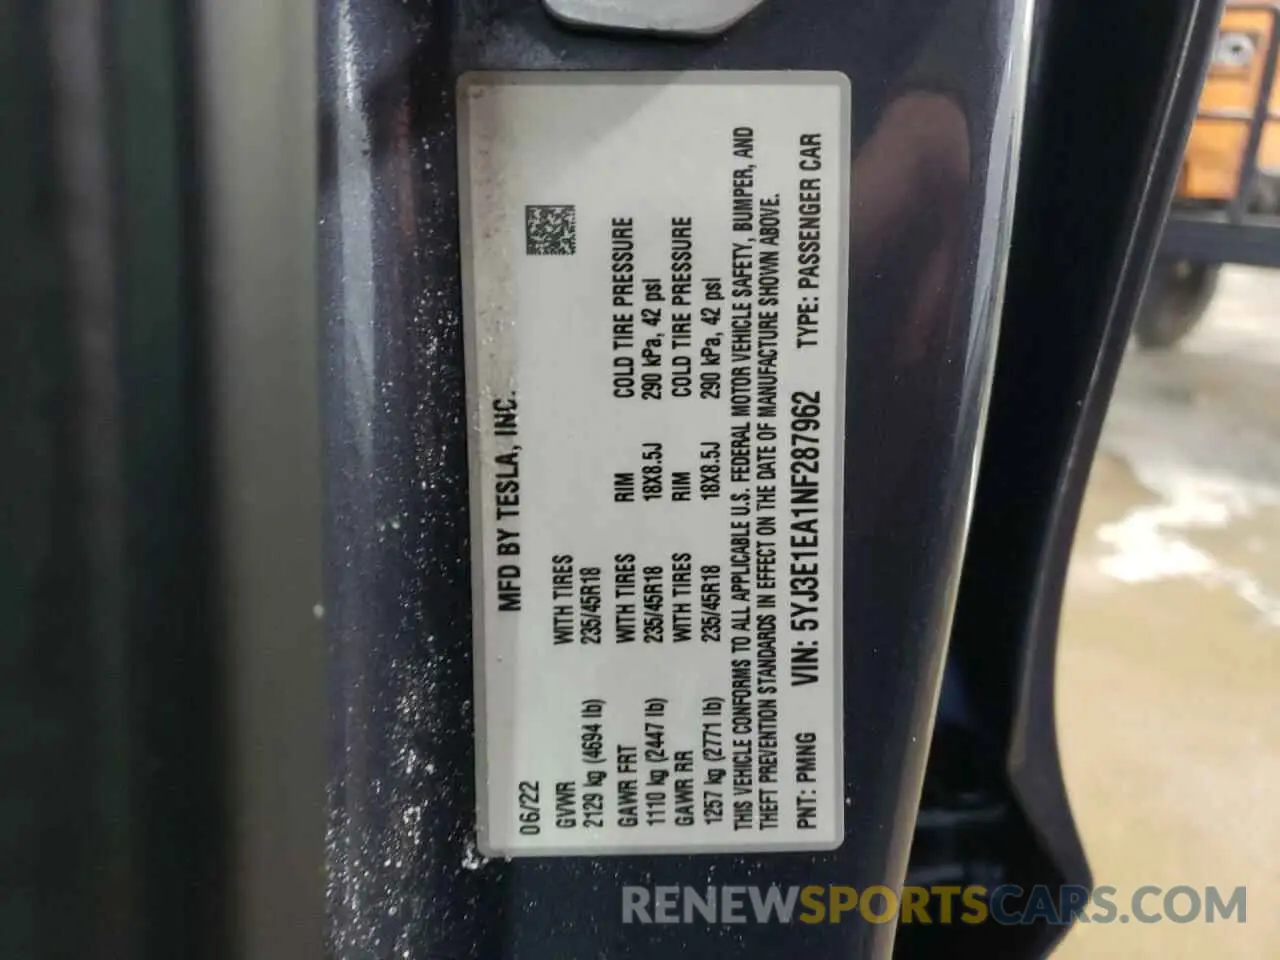 MFD BY TESLA, INC.
06/22
GVWR WITH TIRES
2129 kg (4694 lb) 235/45R18
GAWR FRT WITH TIRES RIM COLD TIRE PRESSURE
1110 kg (2447 lb) 235/45R18 18X8.5J 290 kPa, 42 psi
GAWR RR WITH TIRES RIM COLD TIRE PRESSURE
1257 kg (2771 lb) 235/45R18 18X8.5J 290 kPa, 42 psi
THIS VEHICLE CONFORMS TO ALL APPLICABLE U.S. FEDERAL MOTOR VEHICLE SAFETY, BUMPER, AND
THEFT PREVENTION STANDARDS IN EFFECT ON THE DATE OF MANUFACTURE SHOWN ABOVE.
PNT: PMNG VIN: 5YJ3E1EA1NF287962 TYPE: PASSENGER CAR
RENEWSPORTSCARS.COM